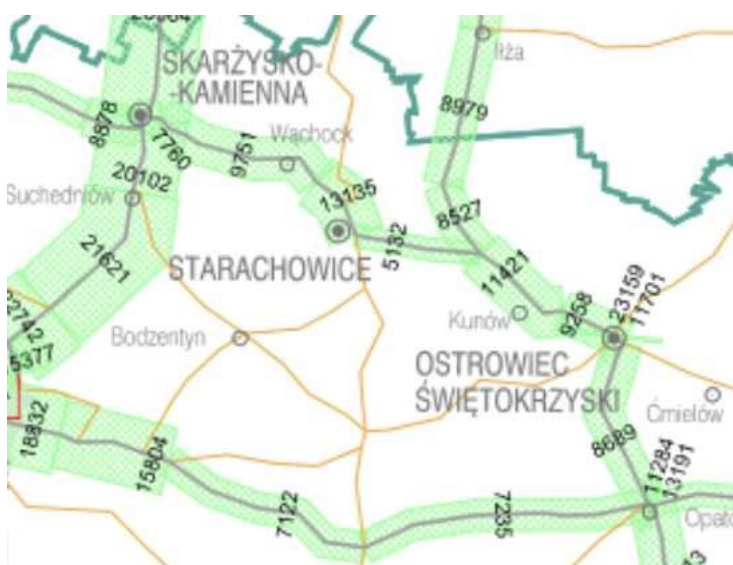 SKARŻYSKO-
-KAMIENNA
Iłża
8979
8878
7760
9751
Wąchock
Suchedniów
20102
13135
8527
21621
STARACHOWICE
5132
11421
Kunów
9258
23159
11701
22742
5377
Bodzentyn
OSTROWIEC
ŚWIĘTOKRZYSKI
Ćmielów
18832
15804
8689
11284
13191
7122
7235